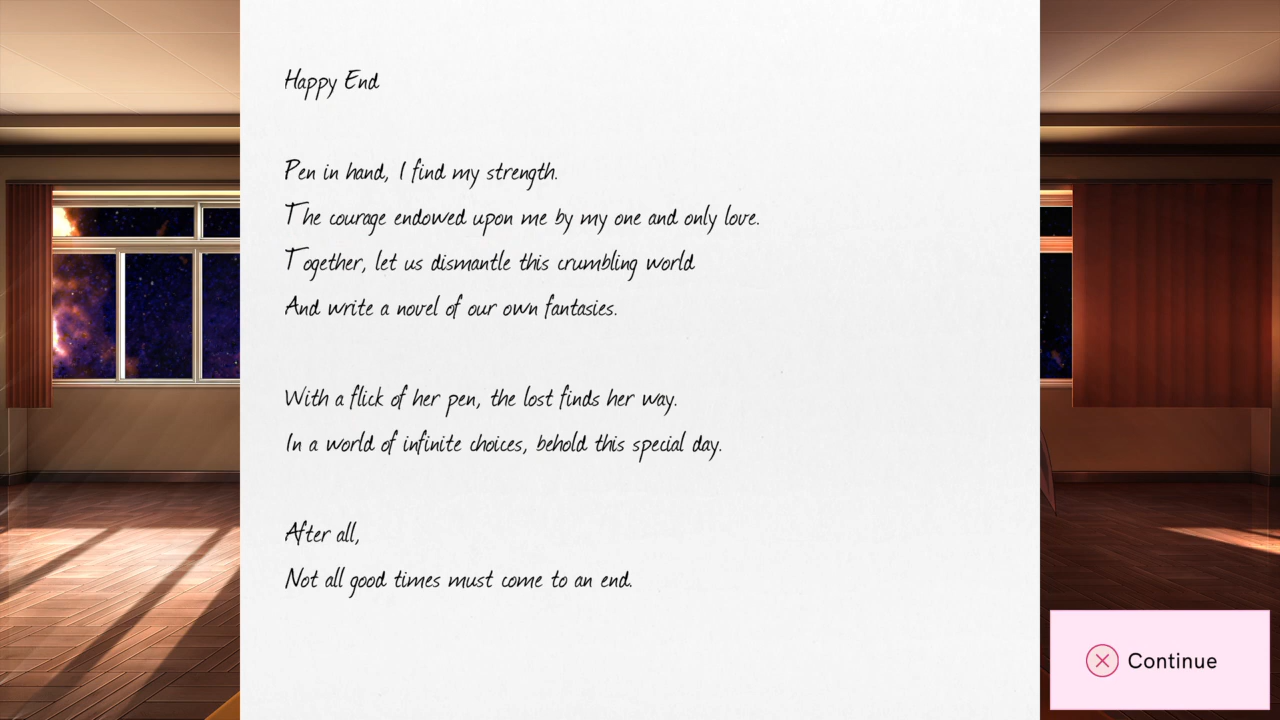 Happy End
Pen in hand, I find my strength.
The courage endowed upon me by my one and only love.
Together, let us dismantle this crumbling world
And write a novel of our own fantasies.
With a flick of her pen, the lost finds her way.
In a world of infinite choices, behold this special day.
After all,
Not all good times must come to an end.
Continue